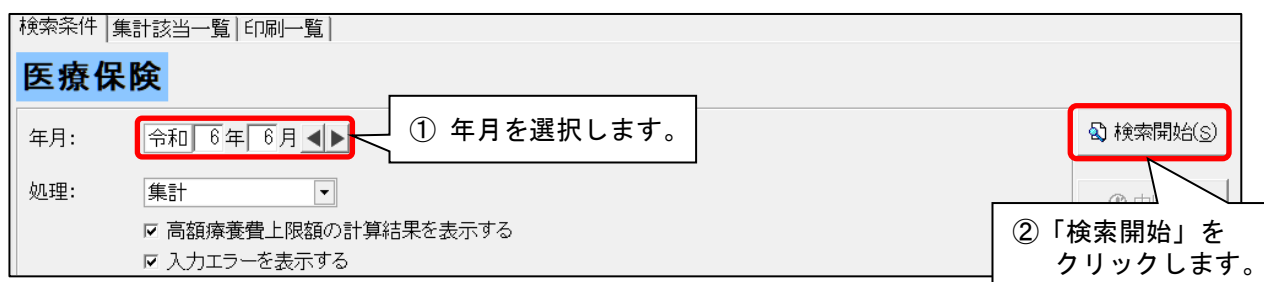 検索条件 集計該当一覧 印刷一覧
医療保険
年月: 令和 6年 6月
① 年月を選択します。
検索開始(S)
処理: 集計
高額療養費上限額の計算結果を表示する
入力エラーを表示する
②「検索開始」を
クリックします。